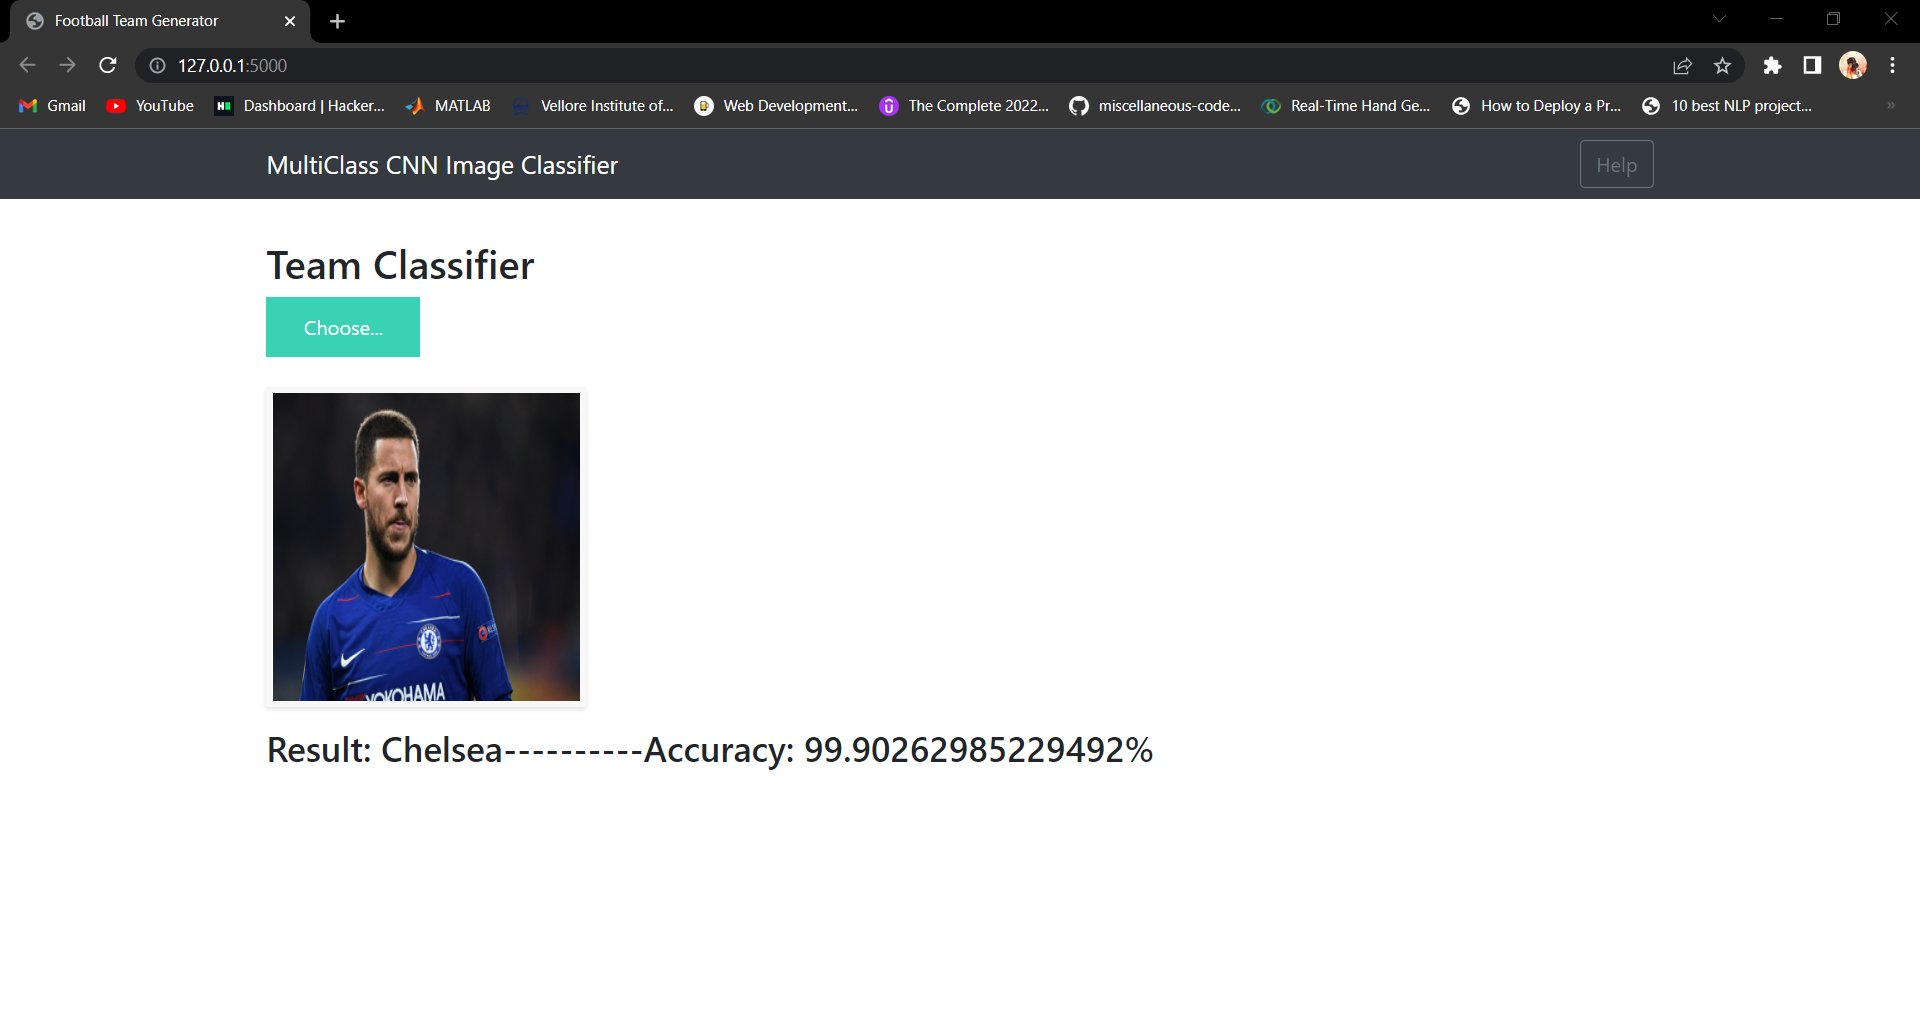 Football Team Generator
127.0.0.1:5000
Gmail YouTube Dashboard | Hacker... MATLAB Vellore Institute of... Web Development... The Complete 2022... miscellaneous-code... Real-Time Hand Ge... How to Deploy a Pr... 10 best NLP project...
MultiClass CNN Image Classifier Help
Team Classifier
Choose...
YOKOHAMA
Result: Chelsea----------Accuracy: 99.90262985229492%